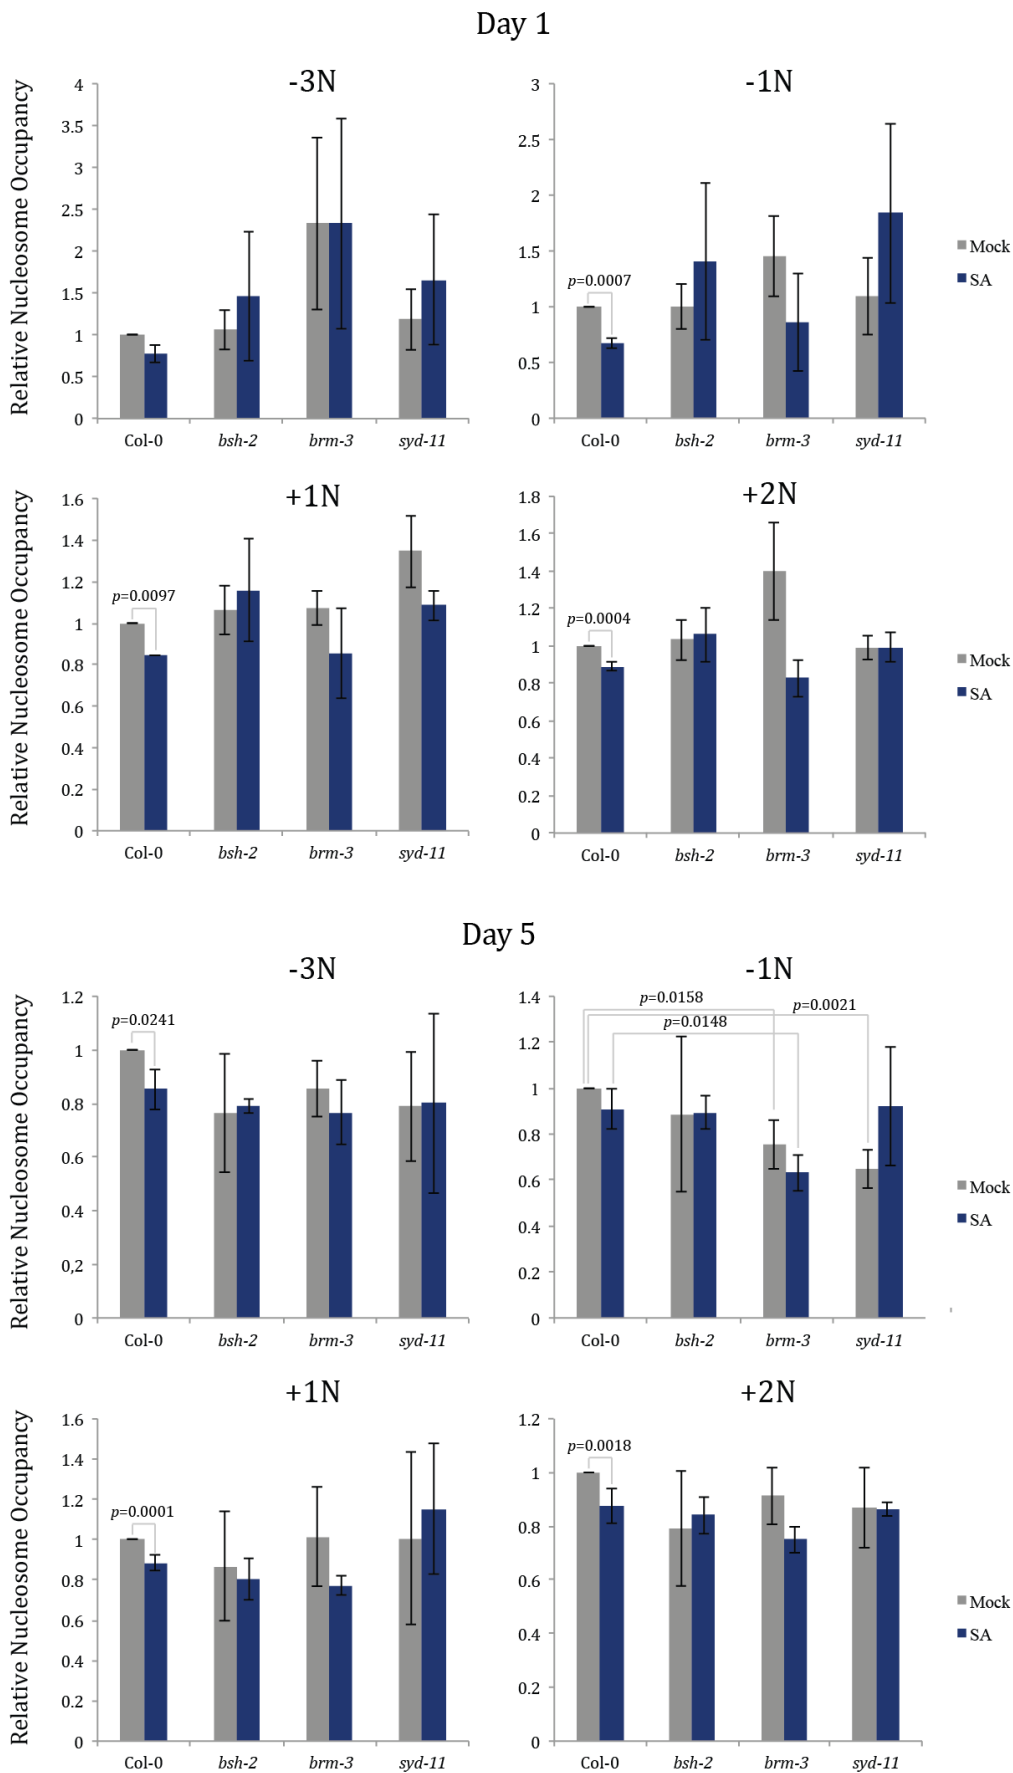 Day 1
-3N
-1N
Relative Nucleosome Occupancy
4
3.5
3
2.5
2
1.5
1
0.5
0
Col-0 bsh-2 brm-3 syd-11
3
2.5
2
1.5
1
0.5
0
p=0.0007
Col-0 bsh-2 brm-3 syd-11
Mock
SA
+1N
+2N
Relative Nucleosome Occupancy
1.6
1.4
1.2
1
0.8
0.6
0.4
0.2
0
p=0.0097
Col-0 bsh-2 brm-3 syd-11
1.8
1.6
1.4
1.2
1
0.8
0.6
0.4
0.2
0
p=0.0004
Col-0 bsh-2 brm-3 syd-11
Mock
SA
Day 5
-3N
-1N
Relative Nucleosome Occupancy
1.2
1
0.8
0.6
0.4
0,2
0
p=0.0241
Col-0 bsh-2 brm-3 syd-11
1.4
1.2
1
0.8
0.6
0.4
0.2
0
p=0.0158
p=0.0021
p=0.0148
Col-0 bsh-2 brm-3 syd-11
Mock
SA
+1N
+2N
Relative Nucleosome Occupancy
1.6
1.4
1.2
1
0.8
0.6
0.4
0.2
0
p=0.0001
Col-0 bsh-2 brm-3 syd-11
1.2
1
0.8
0.6
0.4
0.2
0
p=0.0018
Col-0 bsh-2 brm-3 syd-11
Mock
SA